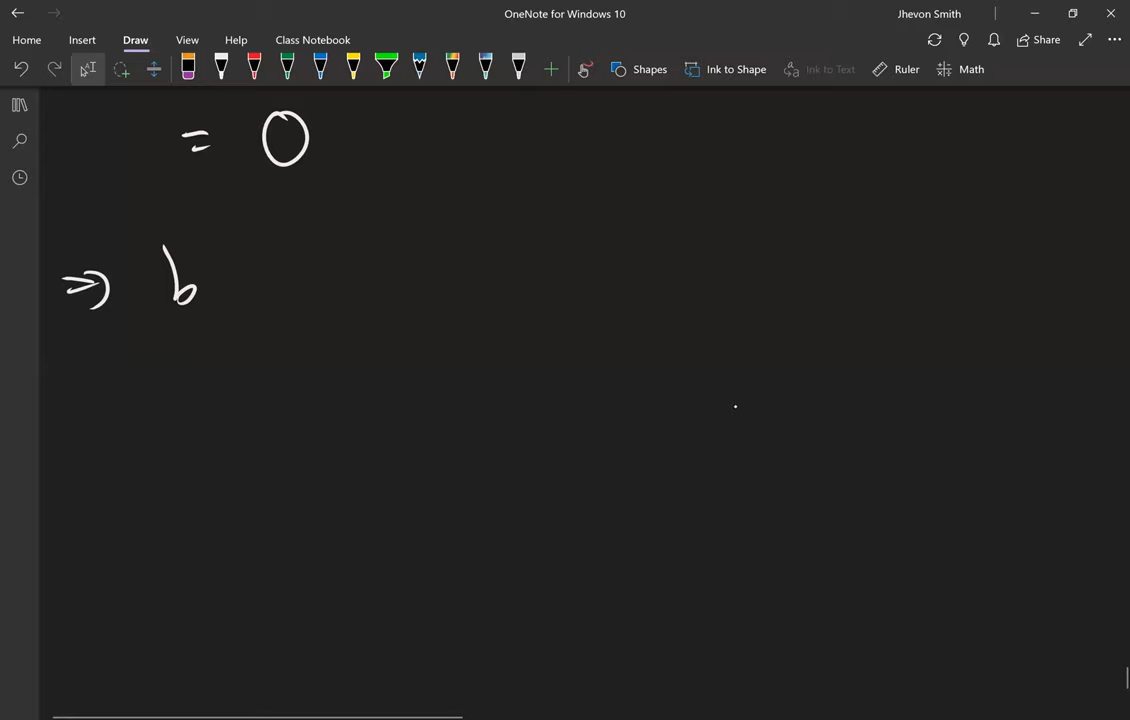 OneNote for Windows 10
Jhevon Smith
Home Insert Draw View Help Class Notebook
Share
Shapes Ink to Shape Ink to Text Ruler Math
= 0
⇒ b